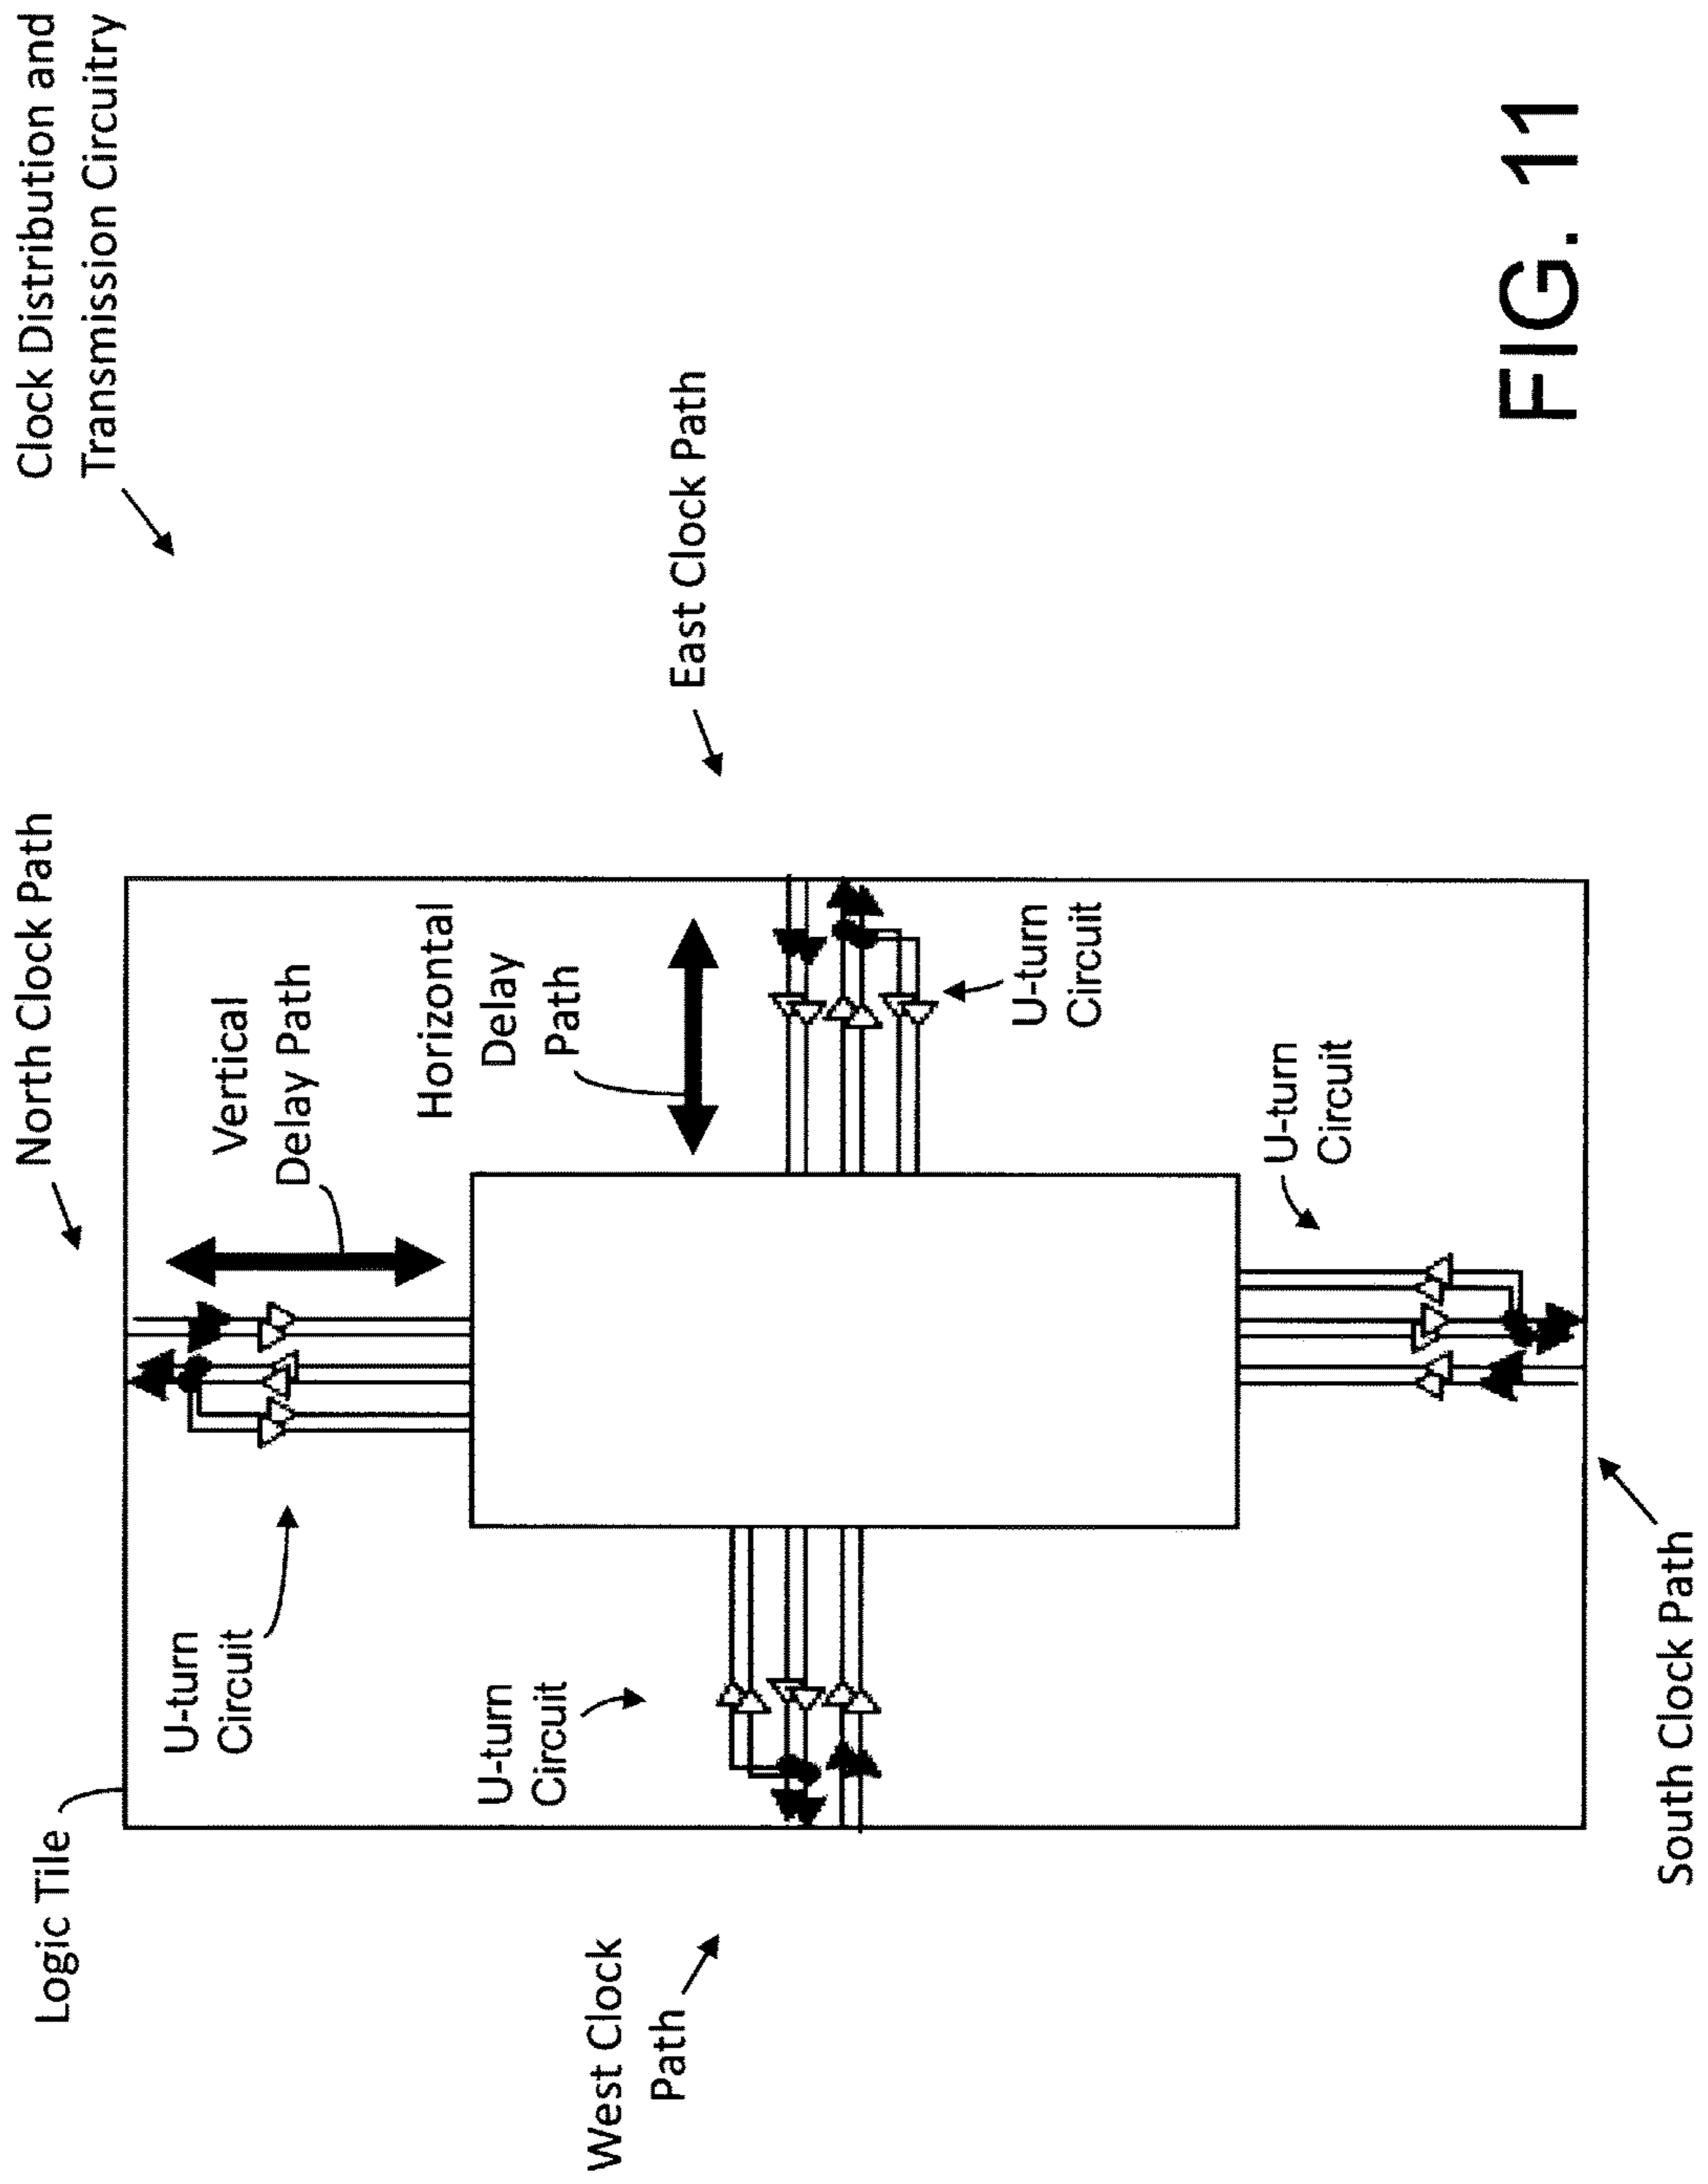 Clock Distribution and
Transmission Circuitry
North Clock Path
Logic Tile
Vertical
Delay Path
U-turn
Circuit
Horizontal
Delay
Path
East Clock Path
U-turn
Circuit
West Clock
Path
U-turn
Circuit
U-turn
Circuit
South Clock Path
FIG. 11